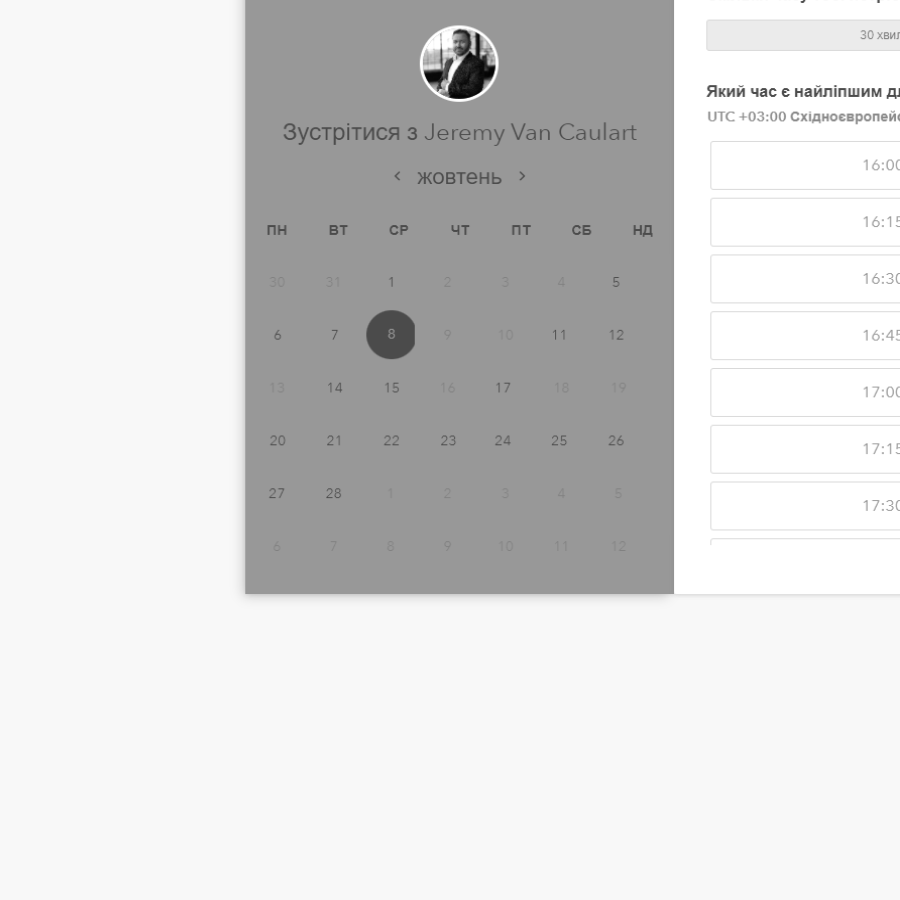 30 хвил
Зустрітися з Jeremy Van Caulart
жовтень
ПН ВТ СР ЧТ ПТ СБ НД
30 31 1 2 3 4 5
6 7 8 9 10 11 12
13 14 15 16 17 18 19
20 21 22 23 24 25 26
27 28 1 2 3 4 5
6 7 8 9 10 11 12
Який час є найліпшим д
UTC +03:00 Східноєвропейс
16:00
16:15
16:30
16:45
17:00
17:15
17:30